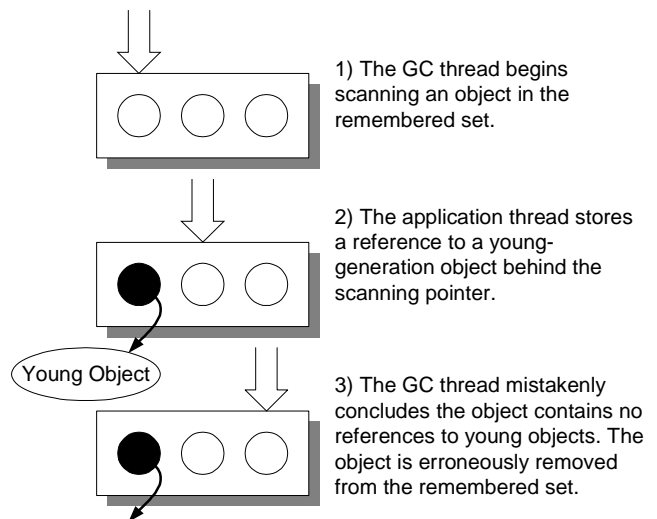 1) The GC thread begins
scanning an object in the
remembered set.
2) The application thread stores
a reference to a young-
generation object behind the
scanning pointer.
Young Object
3) The GC thread mistakenly
concludes the object contains no
references to young objects. The
object is erroneously removed
from the remembered set.